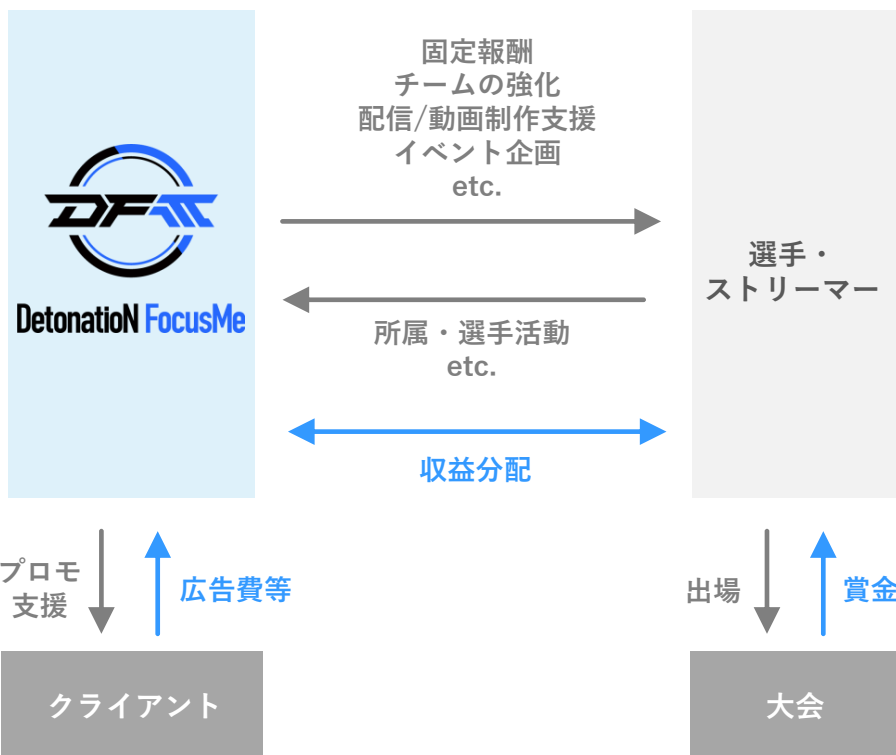 固定報酬
チームの強化
配信/動画制作支援
イベント企画
etc.
DFM
DetonatioN FocusMe
選手・
ストリーマー
所属・選手活動
etc.
収益分配
プロモ
支援
広告費等
出場
賞金
クライアント
大会